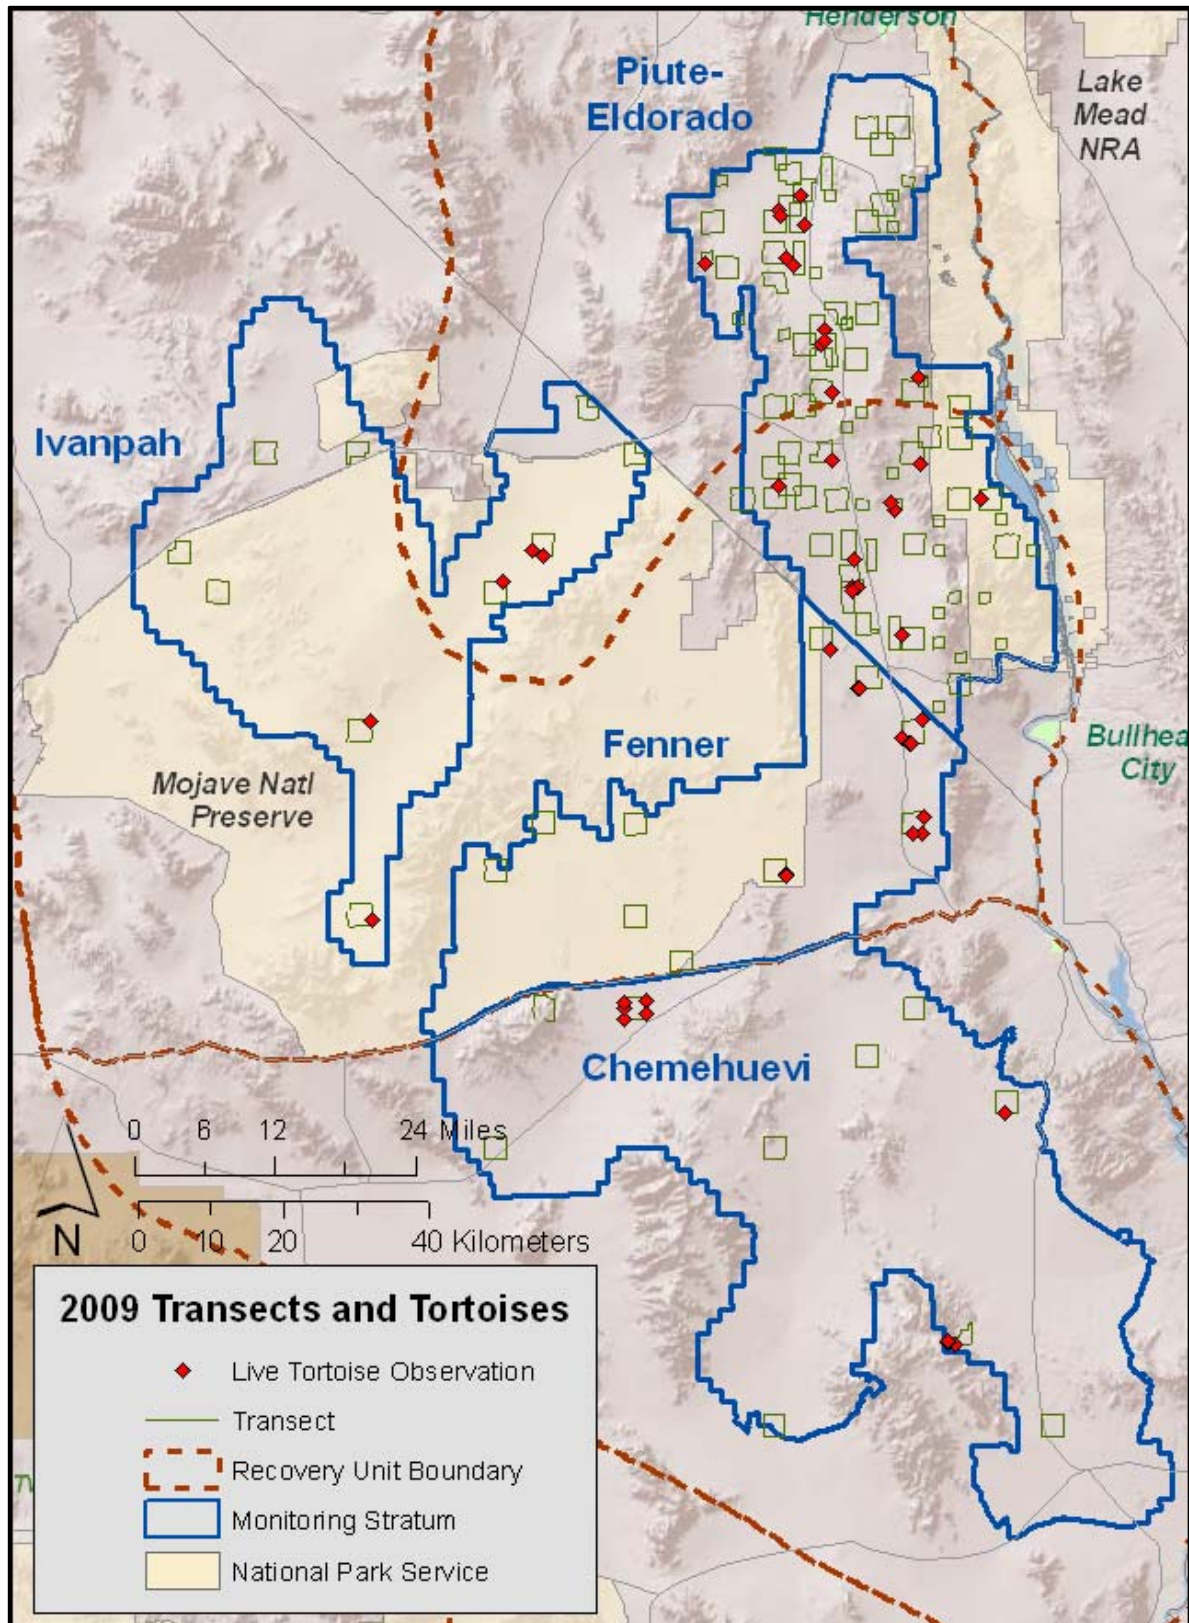 Henderson
Piute-
Eldorado
Lake
Mead
NRA
Ivanpah
Fenner
Bullhea
City
Mojave Natl
Preserve
Chemehuevi
0 6 12 24 Miles
N
0 10 20 40 Kilometers
2009 Transects and Tortoises
Live Tortoise Observation
Transect
Recovery Unit Boundary
Monitoring Stratum
National Park Service